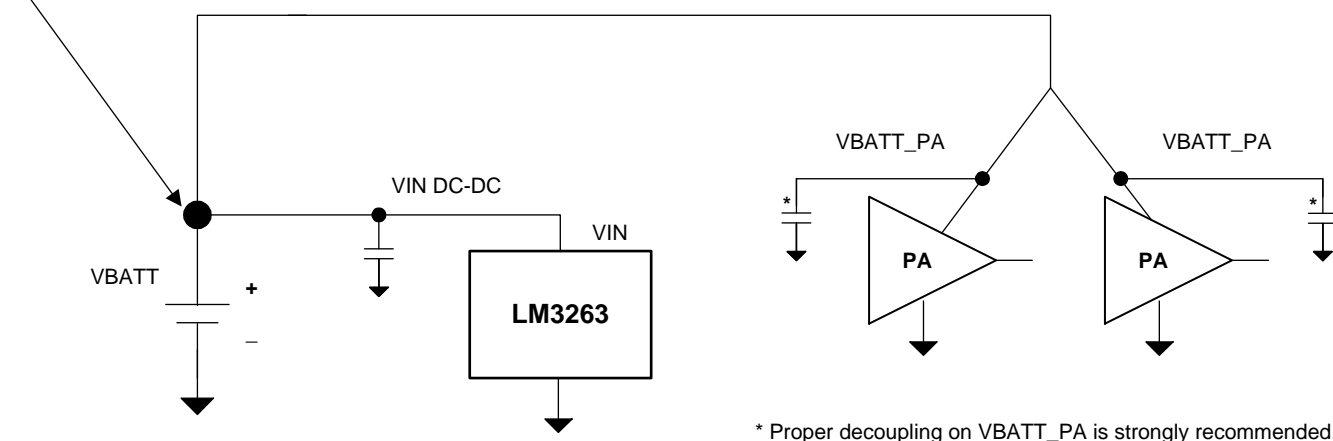 VBATT_PA
VBATT_PA
VIN DC-DC
*
*
VIN
PA
PA
VBATT
+
LM3263
_
* Proper decoupling on VBATT_PA is strongly recommended